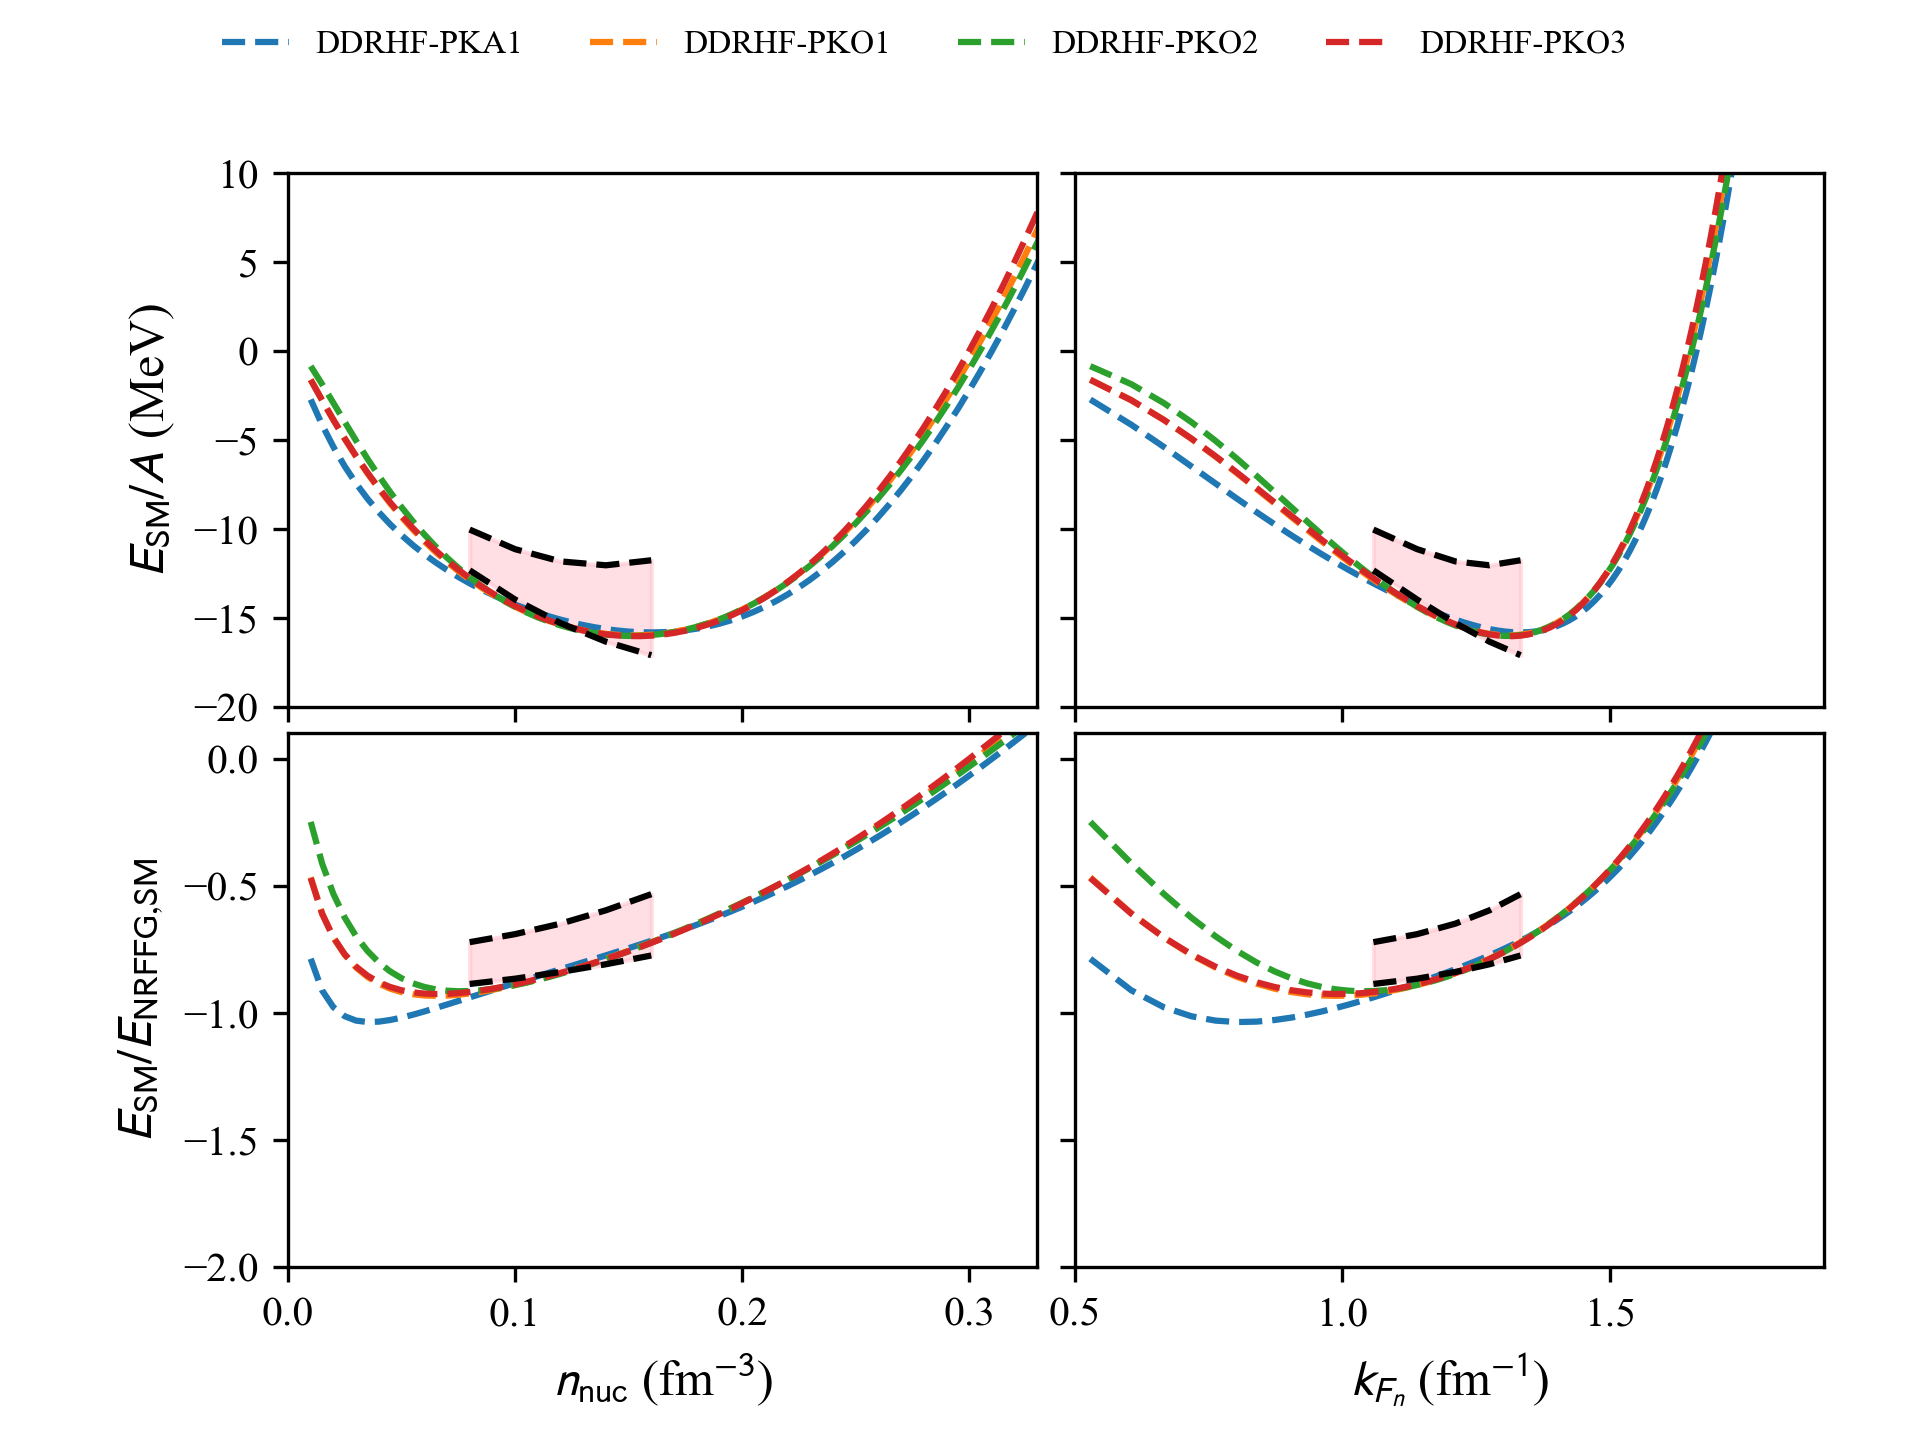 DDRHF-PKA1 DDRHF-PKO1 DDRHF-PKO2 DDRHF-PKO3
E_SM/A (MeV)
10
5
0
−5
−10
−15
−20
E_SM/E_NRFFG,SM
0.0
−0.5
−1.0
−1.5
−2.0
0.0 0.1 0.2 0.3
0.5 1.0 1.5
n_nuc (fm⁻³)
k_{F_n} (fm⁻¹)